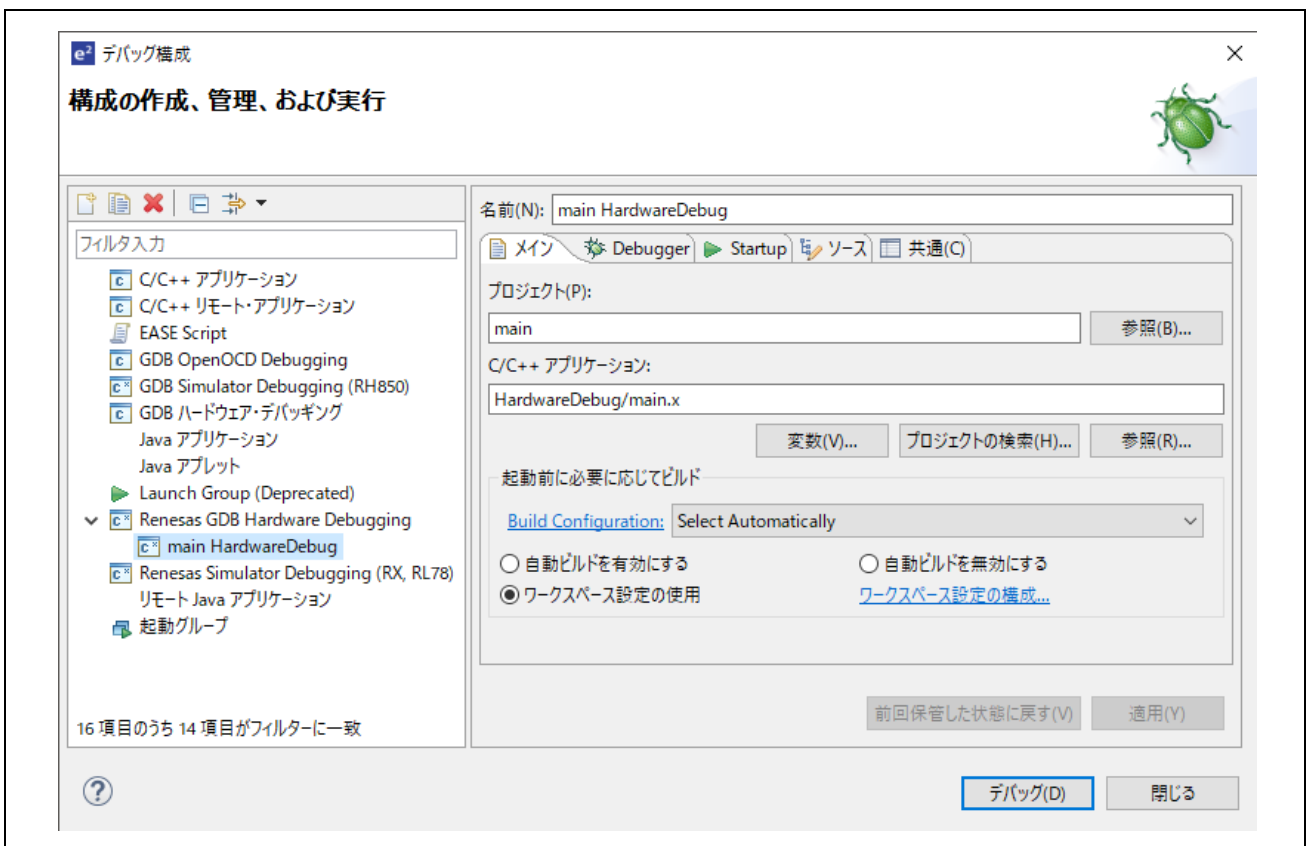 e² デバッグ構成
構成の作成、管理、および実行
フィルタ入力
C/C++ アプリケーション
C/C++ リモート・アプリケーション
EASE Script
GDB OpenOCD Debugging
GDB Simulator Debugging (RH850)
GDB ハードウェア・デバッギング
Java アプリケーション
Java アプレット
Launch Group (Deprecated)
Renesas GDB Hardware Debugging
main HardwareDebug
Renesas Simulator Debugging (RX, RL78)
リモート Java アプリケーション
起動グループ
16 項目のうち 14 項目がフィルターに一致
名前(N): main HardwareDebug
メイン Debugger Startup ソース 共通(C)
プロジェクト(P):
main 参照(B)...
C/C++ アプリケーション:
HardwareDebug/main.x
変数(V)... プロジェクトの検索(H)... 参照(R)...
起動前に必要に応じてビルド
Build Configuration: Select Automatically
自動ビルドを有効にする 自動ビルドを無効にする
ワークスペース設定の使用 ワークスペース設定の構成...
前回保管した状態に戻す(V) 適用(Y)
デバッグ(D) 閉じる